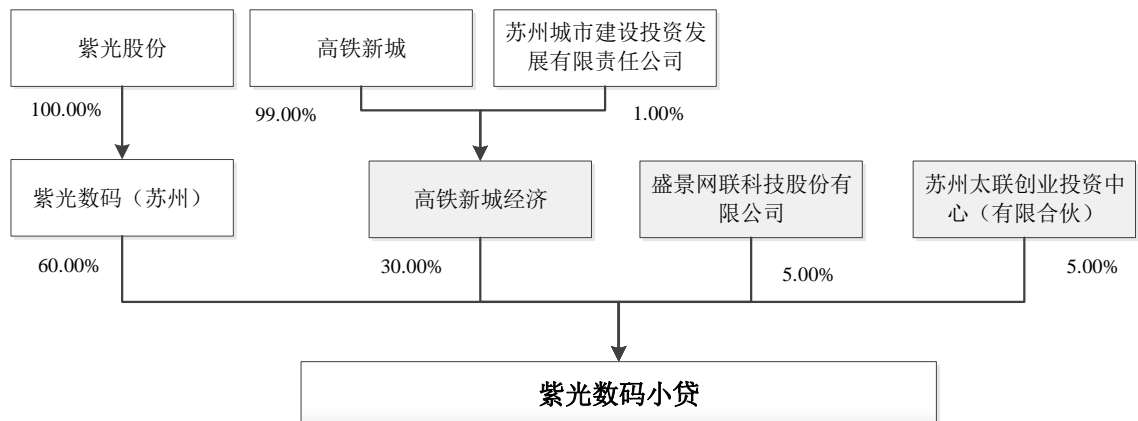 紫光股份
高铁新城
苏州城市建设投资发
展有限责任公司
100.00%
99.00%
1.00%
紫光数码（苏州）
高铁新城经济
盛景网联科技股份有
限公司
苏州太联创业投资中
心（有限合伙）
60.00%
30.00%
5.00%
5.00%
紫光数码小贷